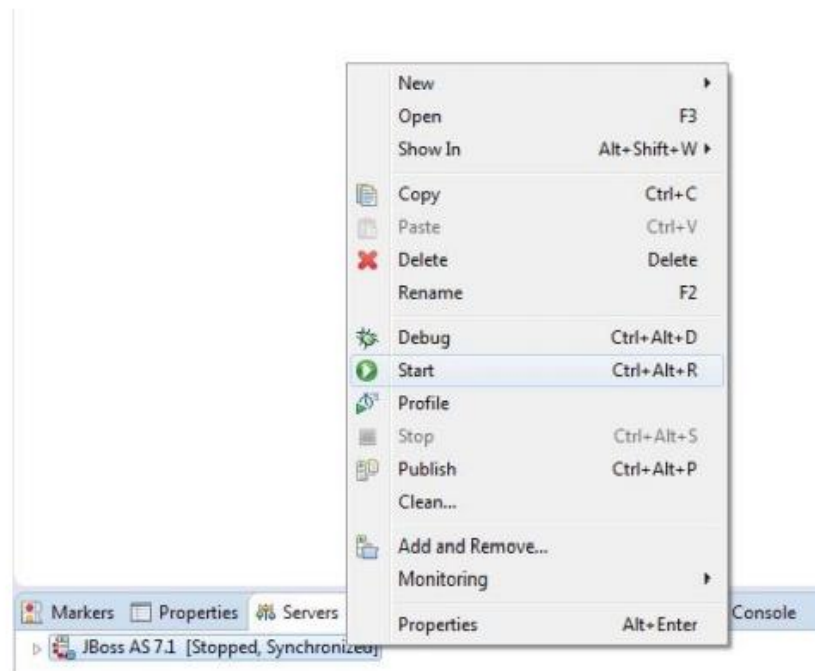 New
Open F3
Show In Alt+Shift+W
Copy Ctrl+C
Paste Ctrl+V
Delete Delete
Rename F2
Debug Ctrl+Alt+D
Start Ctrl+Alt+R
Profile
Stop Ctrl+Alt+S
Publish Ctrl+Alt+P
Clean...
Add and Remove...
Monitoring
Properties Alt+Enter
Markers Properties Servers Console
JBoss AS 7.1 [Stopped, Synchronized]